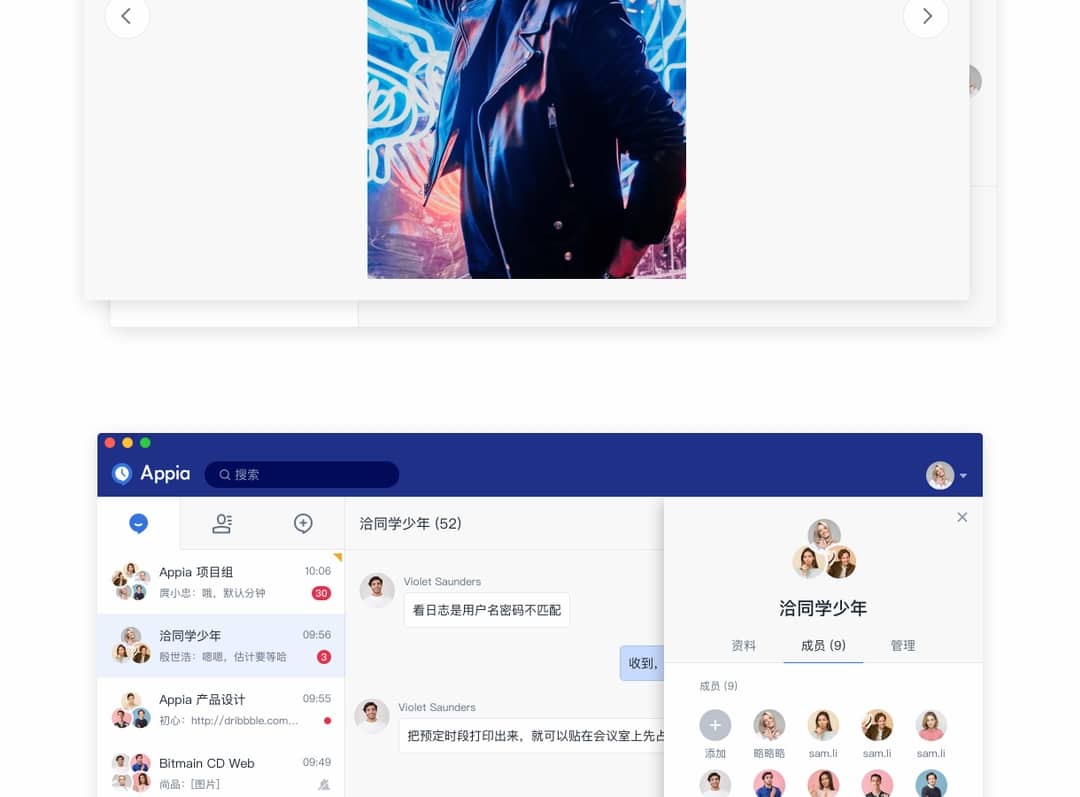 Appia
搜索
洽同学少年 (52)
Appia 项目组
10:06
庹小忠：哦，默认分钟
30
洽同学少年
09:56
殷世浩：嗯嗯，估计要等哈
3
Appia 产品设计
09:55
初心：http://dribbble.com...
Bitmain CD Web
09:49
尚品：[图片]
Violet Saunders
看日志是用户名密码不匹配
收到,
Violet Saunders
把预定时段打印出来，就可以贴在会议室上先占
洽同学少年
资料
成员 (9)
管理
成员 (9)
添加
略略略
sam.li
sam.li
sam.li